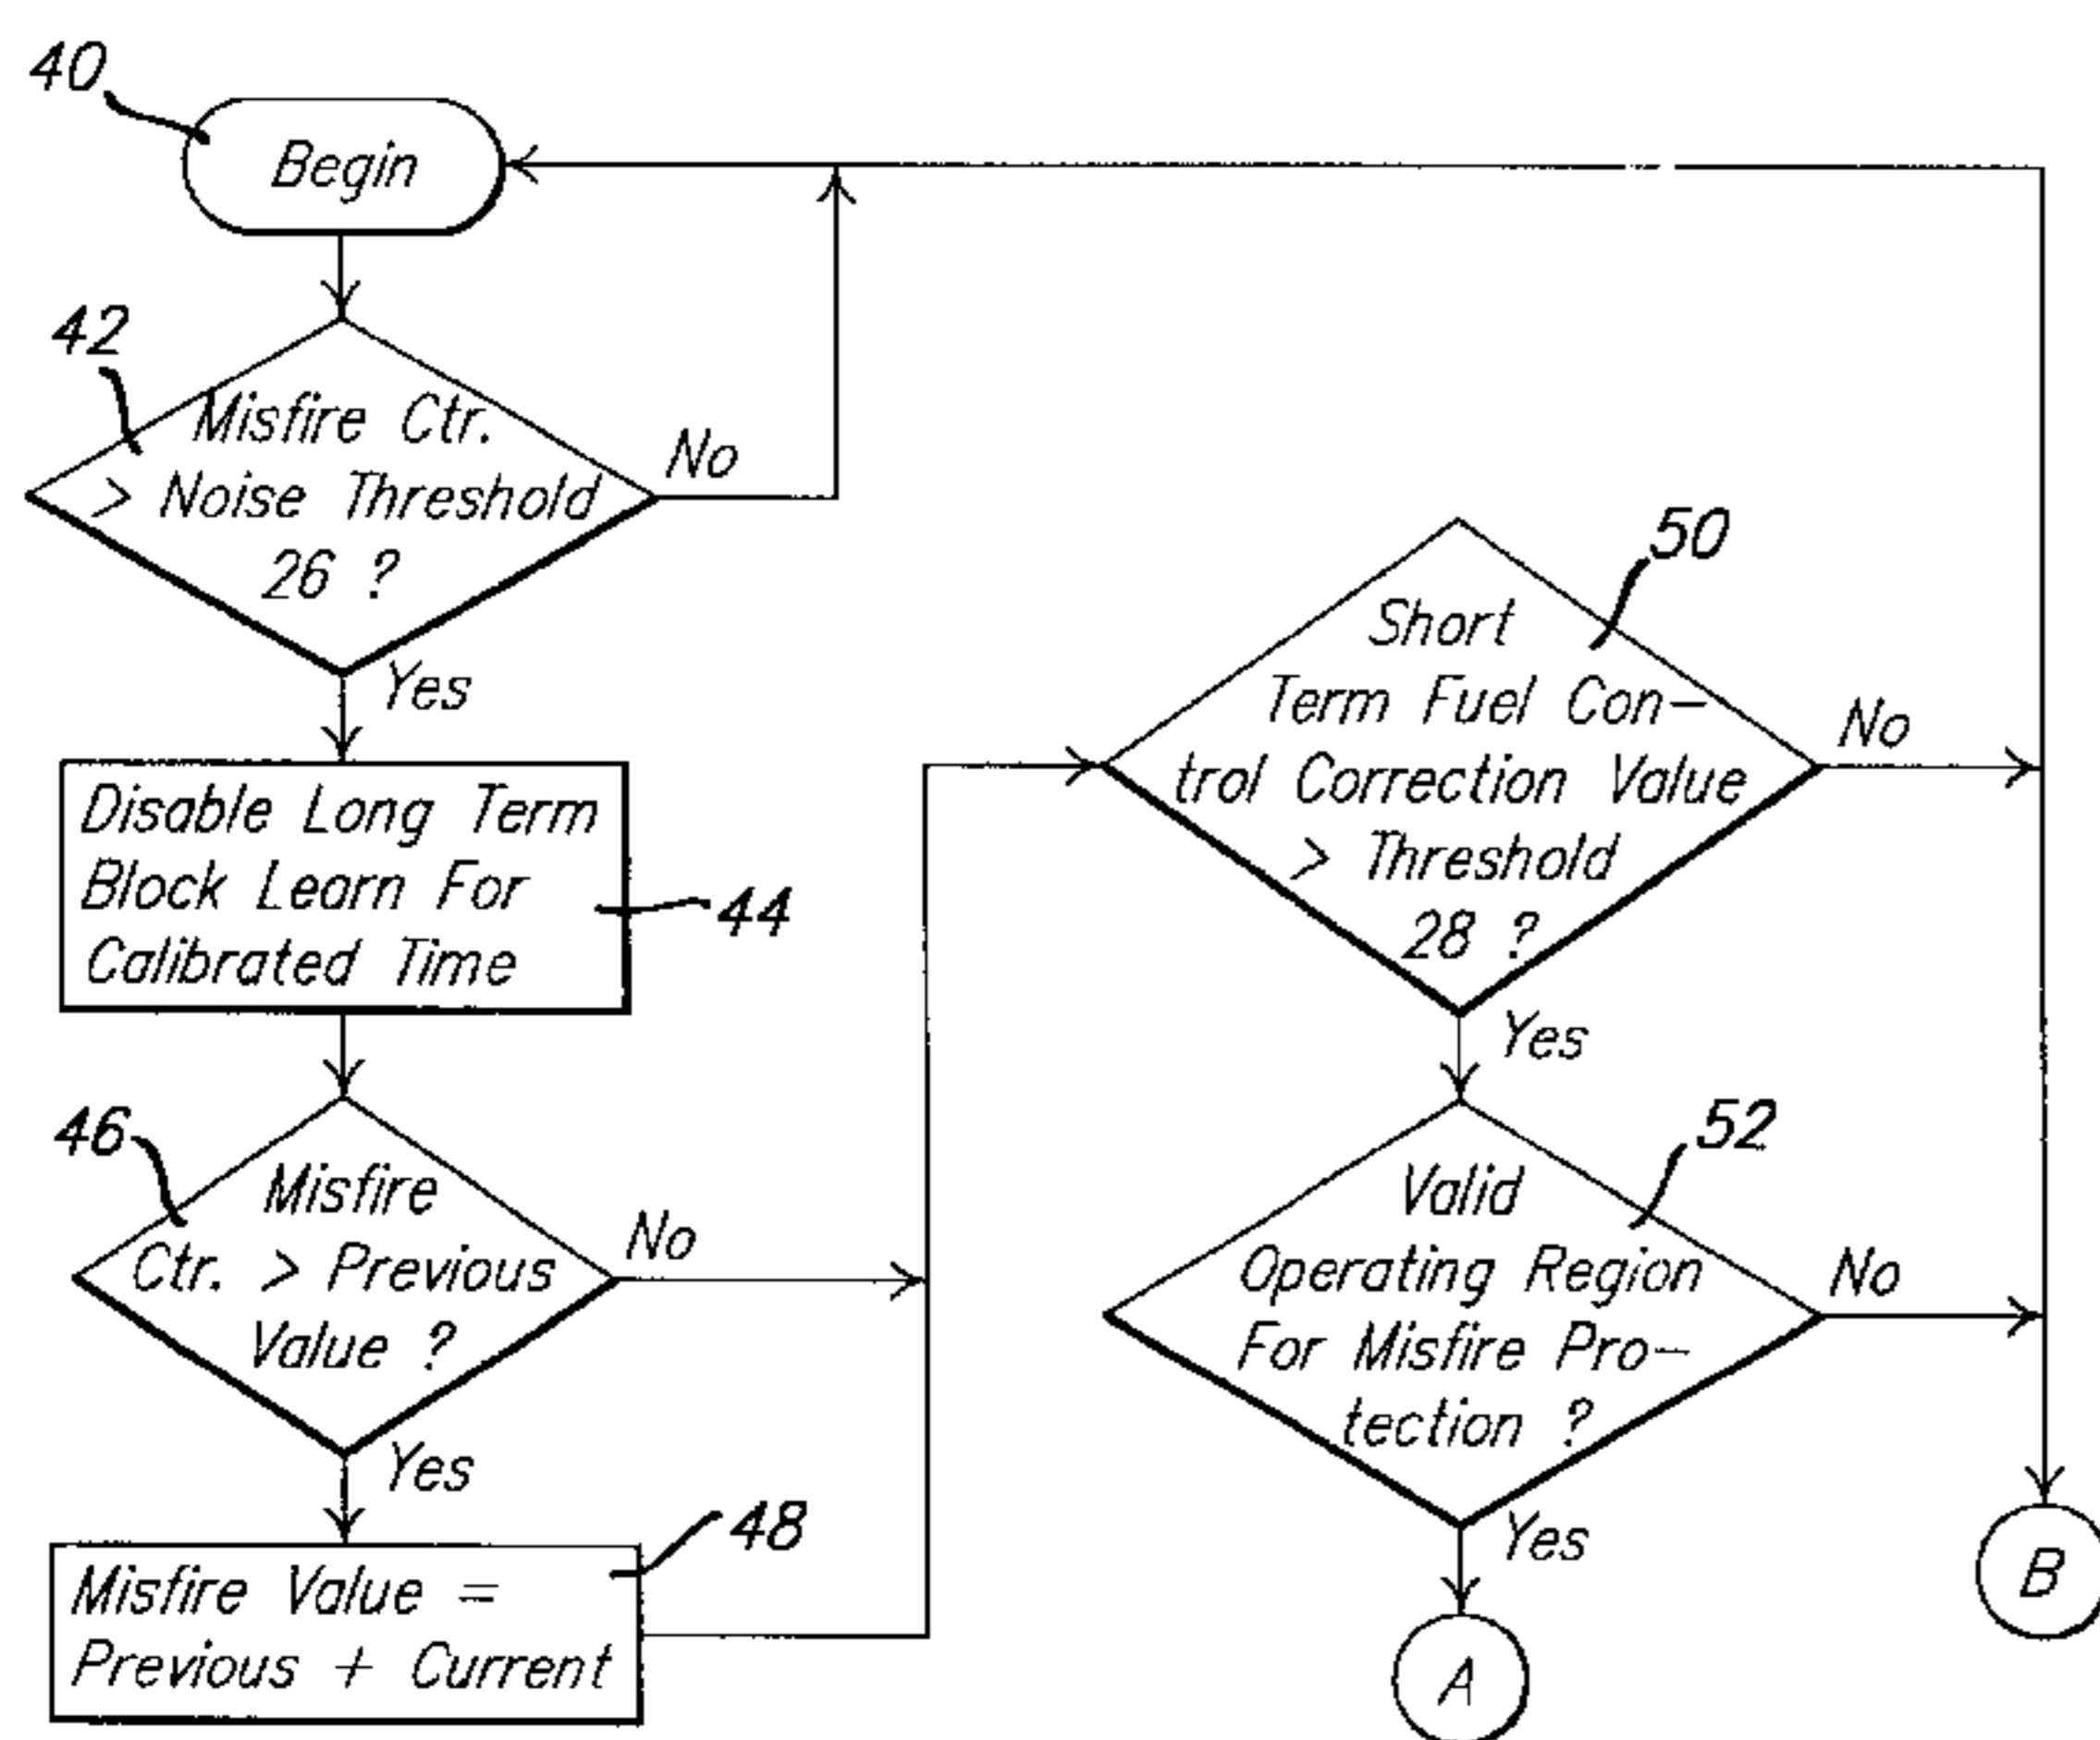 40
Begin
42
Misfire Ctr.
> Noise Threshold
26 ?
No
Yes
Disable Long Term
Block Learn For
Calibrated Time
44
46
Misfire
Ctr. > Previous
Value ?
No
Yes
48
Misfire Value =
Previous + Current
50
Short
Term Fuel Con-
trol Correction Value
> Threshold
28 ?
No
Yes
52
Valid
Operating Region
For Misfire Pro-
tection ?
No
Yes
A
B